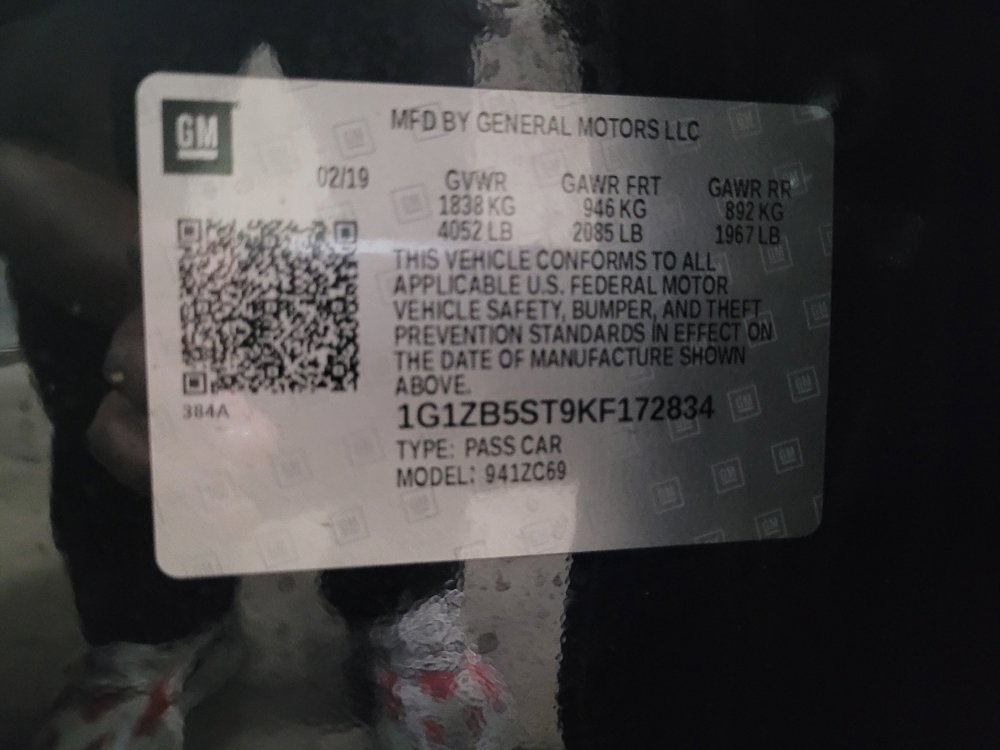 GM
MFD BY GENERAL MOTORS LLC
02/19
GVWR GAWR FRT GAWR RR
1838 KG 946 KG 892 KG
4052 LB 2085 LB 1967 LB
THIS VEHICLE CONFORMS TO ALL
APPLICABLE U.S. FEDERAL MOTOR
VEHICLE SAFETY, BUMPER, AND THEFT
PREVENTION STANDARDS IN EFFECT ON
THE DATE OF MANUFACTURE SHOWN
ABOVE.
384A
1G1ZB5ST9KF172834
TYPE: PASS CAR
MODEL: 941ZC69